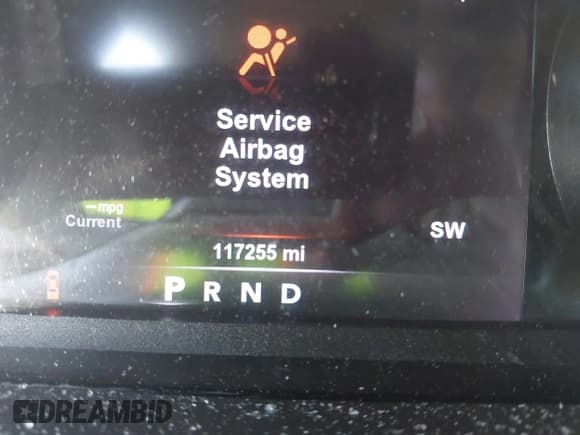 Service
Airbag
System
--mpg
Current
SW
117255 mi
P R N D
DREAMBID